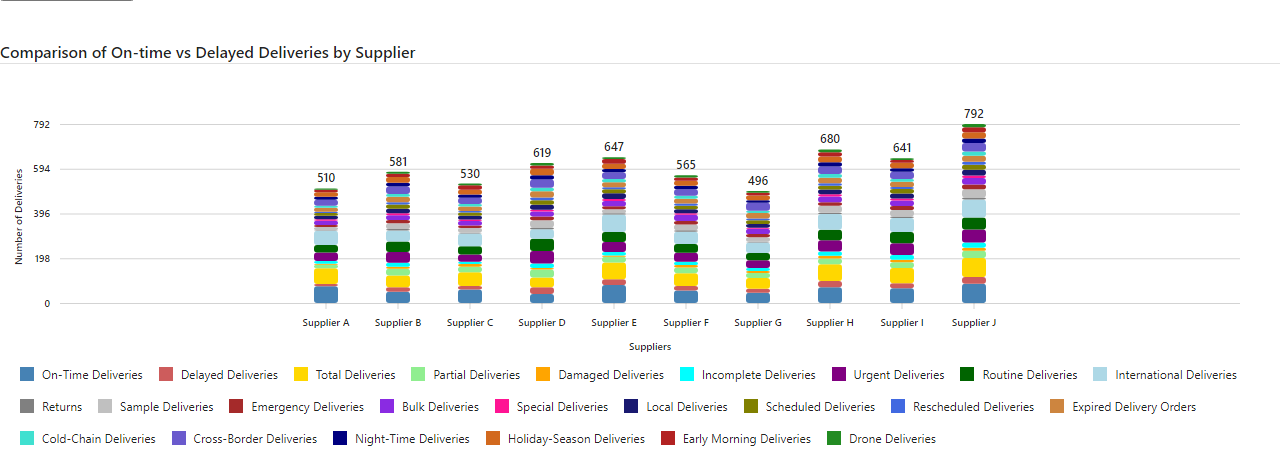 Comparison of On-time vs Delayed Deliveries by Supplier
792
792
680
647
641
619
581
565
594
530
510
496
396
198
0
Number of Deliveries
Supplier A Supplier B Supplier C Supplier D Supplier E Supplier F Supplier G Supplier H Supplier I Supplier J
Suppliers
On-Time Deliveries Delayed Deliveries Total Deliveries Partial Deliveries Damaged Deliveries Incomplete Deliveries Urgent Deliveries Routine Deliveries International Deliveries
Returns Sample Deliveries Emergency Deliveries Bulk Deliveries Special Deliveries Local Deliveries Scheduled Deliveries Rescheduled Deliveries Expired Delivery Orders
Cold-Chain Deliveries Cross-Border Deliveries Night-Time Deliveries Holiday-Season Deliveries Early Morning Deliveries Drone Deliveries